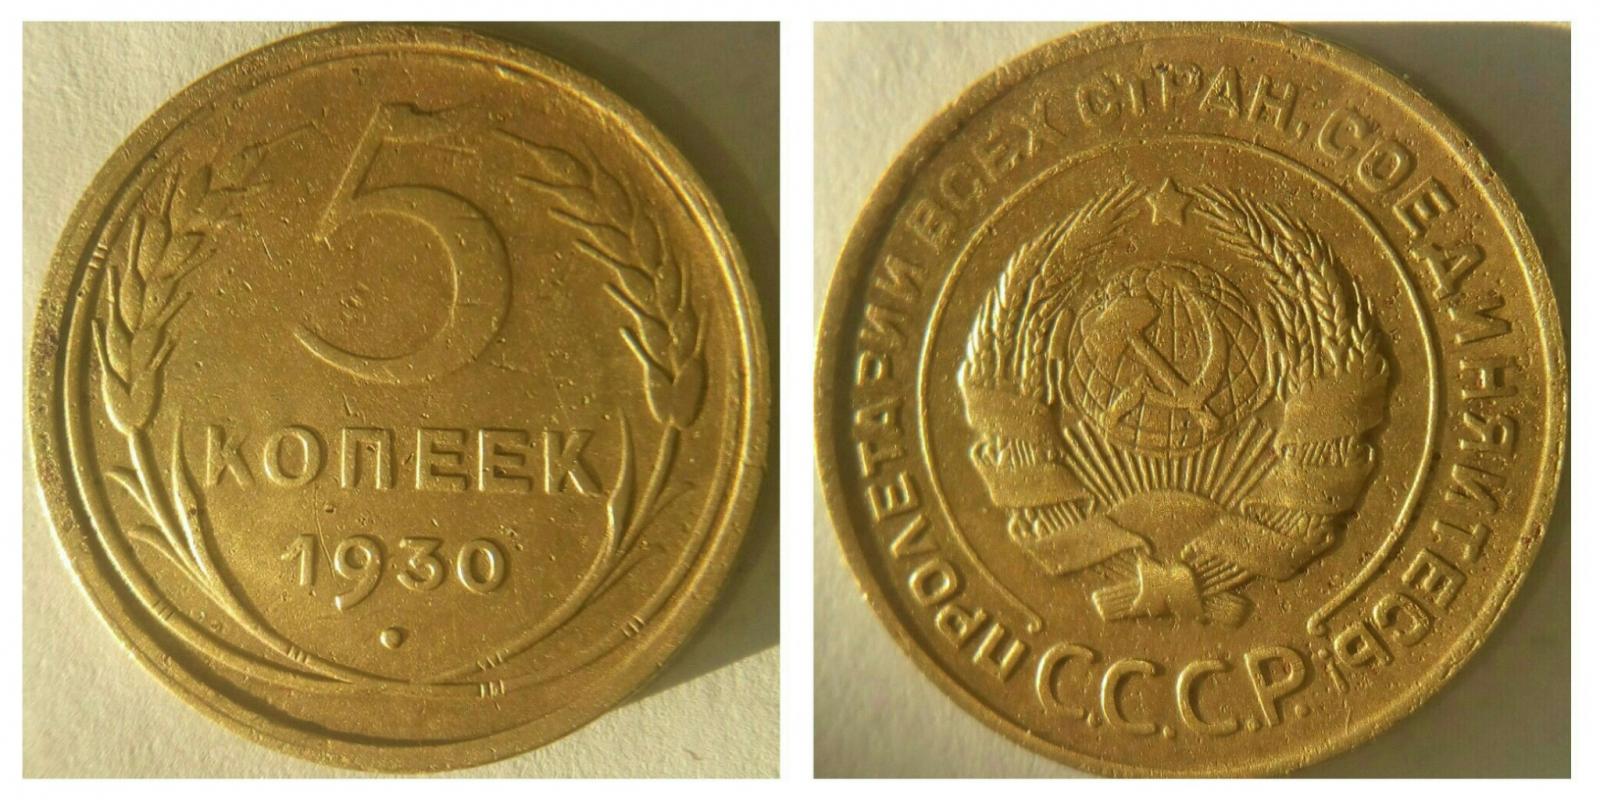 5
КОПЕЕК
1930
ПРОЛЕТАРИИ ВСЕХ СТРАН, СОЕДИНЯЙТЕСЬ!
С.С.С.Р.